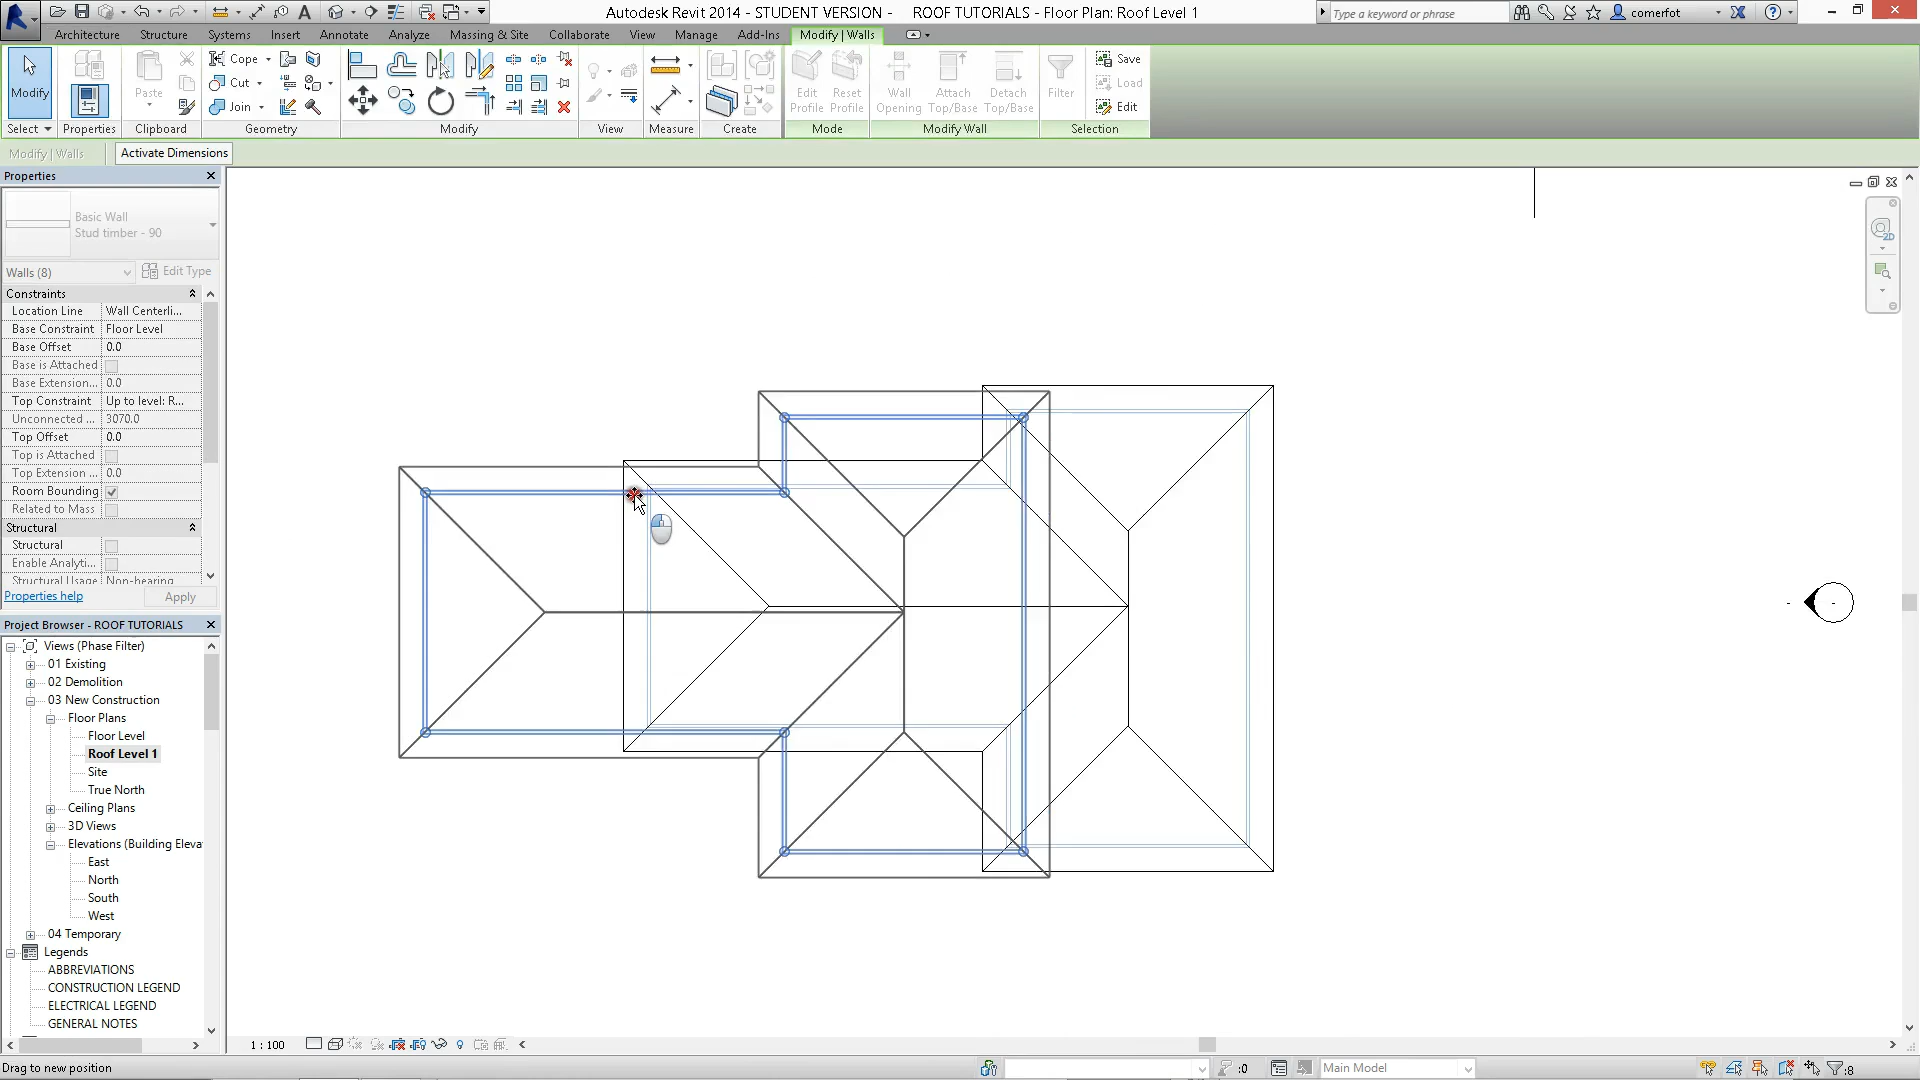 Autodesk Revit 2014 - STUDENT VERSION -     ROOF TUTORIALS - Floor Plan: Roof Level 1
Type a keyword or phrase
comerfot
Architecture Structure Systems Insert Annotate Analyze Massing & Site Collaborate View Manage Add-Ins Modify | Walls
Modify
Paste
Cope
Cut
Join
Edit Profile
Reset Profile
Wall Opening
Attach Top/Base
Detach Top/Base
Filter
Save
Load
Edit
Select Properties Clipboard Geometry Modify View Measure Create Mode Modify Wall Selection
Modify | Walls
Activate Dimensions
Properties
Basic Wall
Stud timber - 90
Walls (8)
Edit Type
Constraints
Location Line Wall Centerli...
Base Constraint Floor Level
Base Offset 0.0
Base is Attached
Base Extension... 0.0
Top Constraint Up to level: R...
Unconnected ... 3070.0
Top Offset 0.0
Top is Attached
Top Extension ... 0.0
Room Bounding
Related to Mass
Structural
Structural
Enable Analyti...
Structural Usage Non-bearing
Properties help
Apply
Project Browser - ROOF TUTORIALS
Views (Phase Filter)
01 Existing
02 Demolition
03 New Construction
Floor Plans
Floor Level
Roof Level 1
Site
True North
Ceiling Plans
3D Views
Elevations (Building Eleva
East
North
South
West
04 Temporary
Legends
ABBREVIATIONS
CONSTRUCTION LEGEND
ELECTRICAL LEGEND
GENERAL NOTES
2D
1 : 100
Drag to new position
:0
Main Model
:8